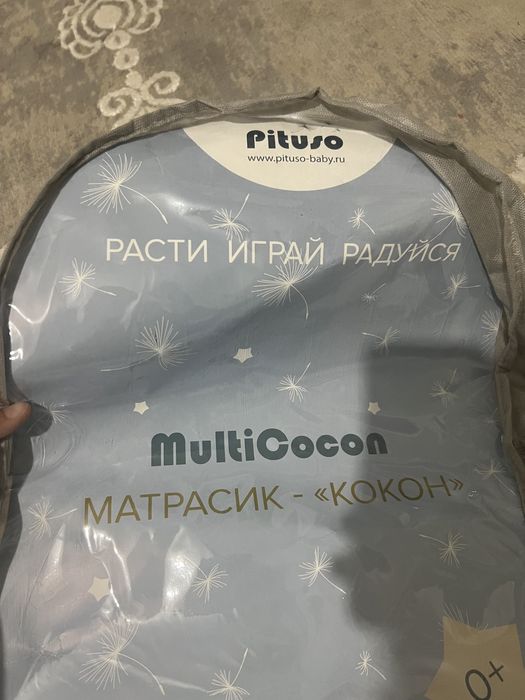 Pituso
www.pituso-baby.ru
РАСТИ ИГРАЙ РАДУЙСЯ
MultiCocon
МАТРАСИК - «КОКОН»
0+